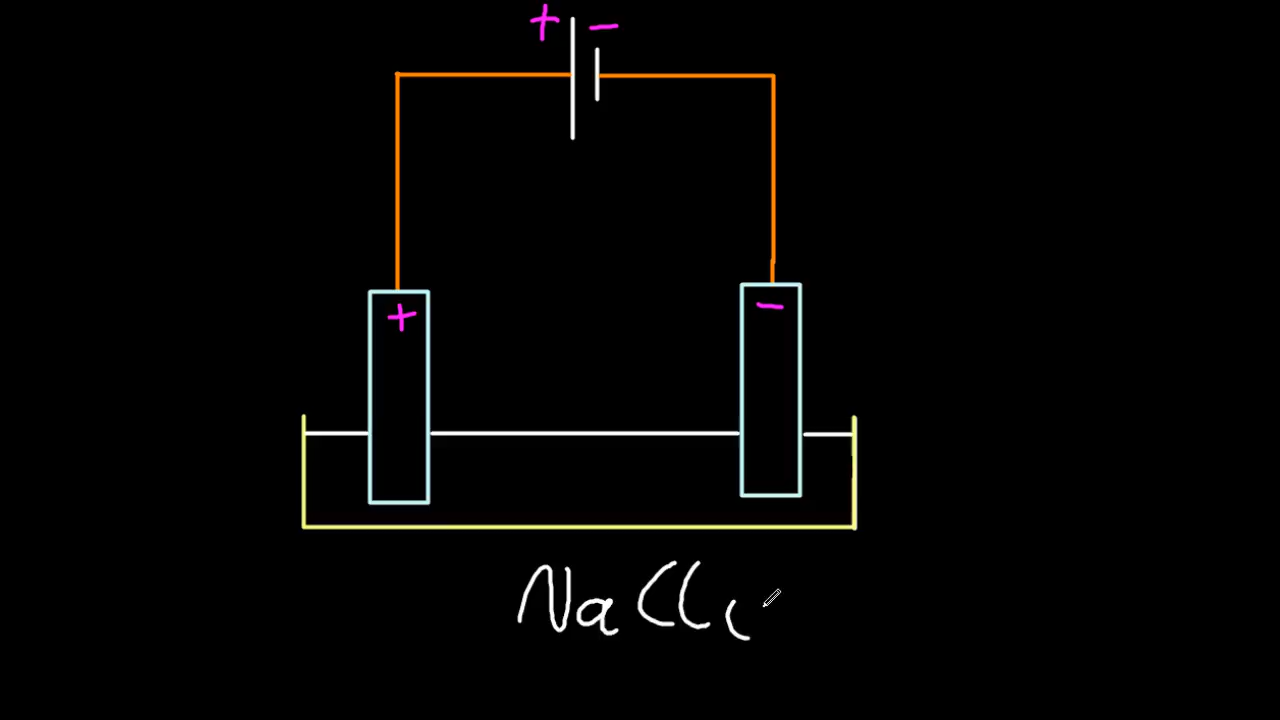 + -
+ -
NaCl(